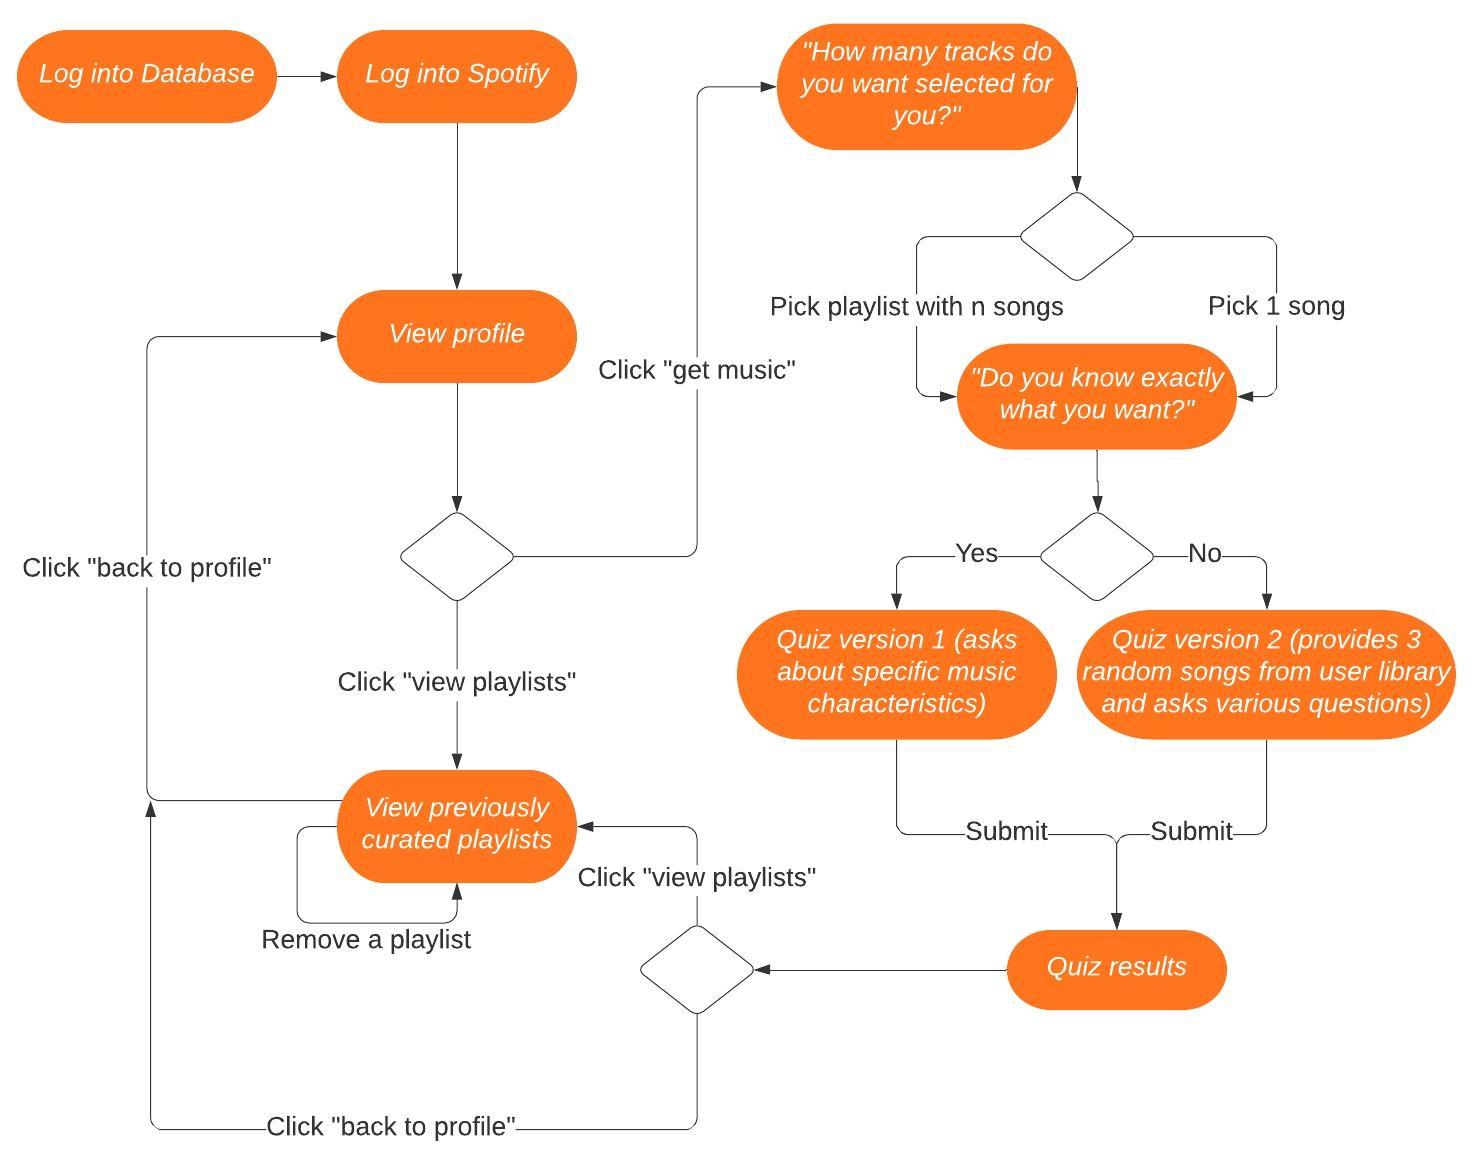 Log into Database
Log into Spotify
"How many tracks do
you want selected for
you?"
Pick playlist with n songs
Pick 1 song
View profile
Click "get music"
"Do you know exactly
what you want?"
Click "back to profile"
Yes
No
Click "view playlists"
Quiz version 1 (asks
about specific music
characteristics)
Quiz version 2 (provides 3
random songs from user library
and asks various questions)
View previously
curated playlists
Submit
Submit
Click "view playlists"
Remove a playlist
Quiz results
Click "back to profile"